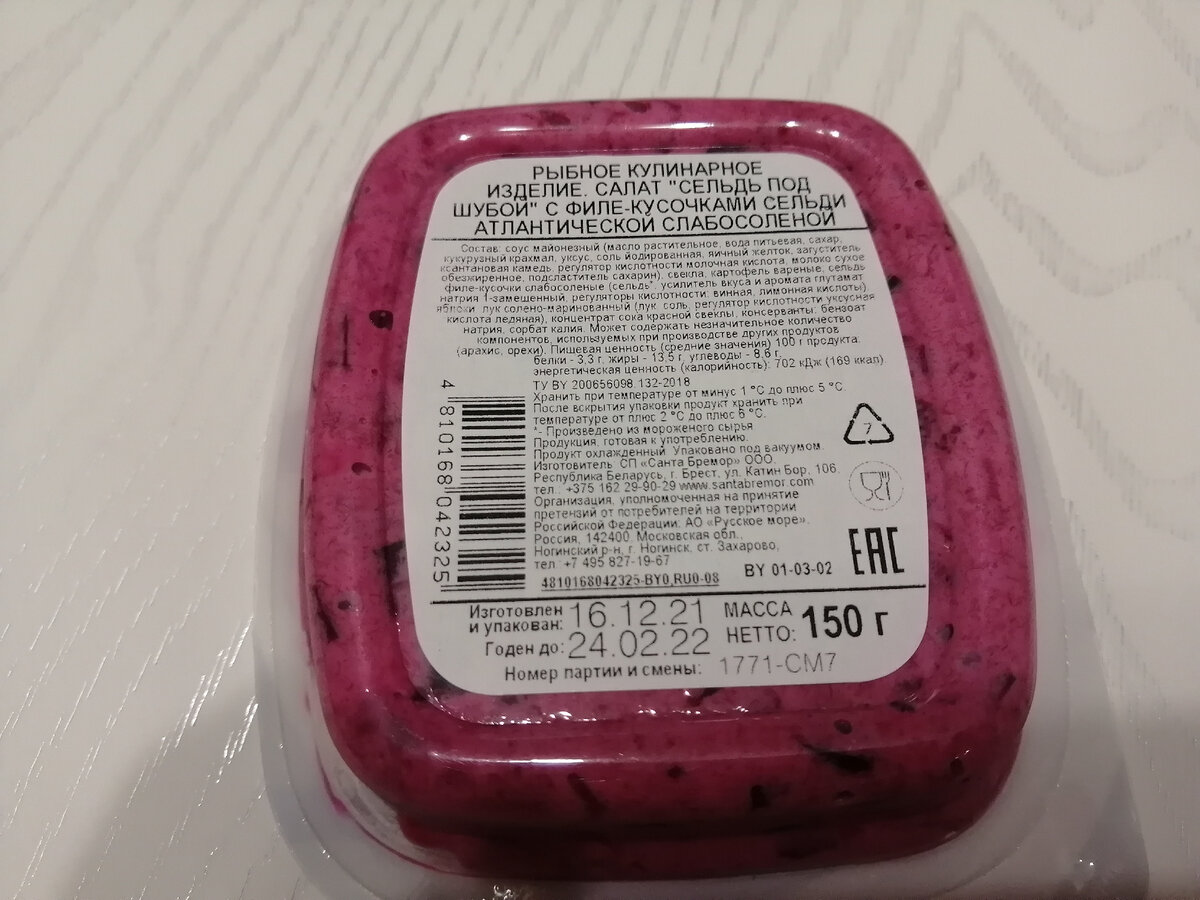 РЫБНОЕ КУЛИНАРНОЕ
ИЗДЕЛИЕ. САЛАТ "СЕЛЬДЬ ПОД
ШУБОЙ" С ФИЛЕ-КУСОЧКАМИ СЕЛЬДИ
АТЛАНТИЧЕСКОЙ СЛАБОСОЛЕНОЙ
Состав: соус майонезный (масло растительное, вода питьевая, сахар,
кукурузный крахмал, уксус, соль йодированная, яичный желток, загуститель
ксантановая камедь, регулятор кислотности молочная кислота, молоко сухое
обезжиренное, подсластитель сахарин), свекла, картофель вареные, сельдь
филе-кусочки слабосоленые (сельдь*, усилитель вкуса и аромата глутамат
натрия 1-замещенный, регуляторы кислотности: винная, лимонная кислоты)
яблоки, лук солено-маринованный (лук, соль, регулятор кислотности уксусная
кислота ледяная), концентрат сока красной свеклы, консерванты: бензоат
натрия, сорбат калия. Может содержать незначительное количество
компонентов, используемых при производстве других продуктов
(арахис, орехи). Пищевая ценность (средние значения) 100 г продукта:
белки - 3,3 г, жиры - 13,5 г, углеводы - 8,6 г,
энергетическая ценность (калорийность): 702 кДж (169 ккал).
ТУ BY 200656098.132-2018
Хранить при температуре от минус 1 °С до плюс 5 °С.
После вскрытия упаковки продукт хранить при
температуре от плюс 2 °С до плюс 6 °С.
*- Произведено из мороженого сырья
Продукция, готовая к употреблению.
Продукт охлажденный. Упаковано под вакуумом.
Изготовитель: СП «Санта Бремор» ООО,
Республика Беларусь, г. Брест, ул. Катин Бор, 106,
тел.: +375 162 29-90-29 www.santabremor.com
Организация, уполномоченная на принятие
претензий от потребителей на территории
Российской Федерации: АО «Русское море»,
Россия, 142400, Московская обл.,
Ногинский р-н, г. Ногинск, ст. Захарово,
тел: +7 495 827-19-67
4810168042325-BY0,RU0-08
BY 01-03-02
7
EAC
4 810168 042325
Изготовлен
и упакован: 16.12.21
Годен до: 24.02.22
МАССА
НЕТТО: 150 г
Номер партии и смены: 1771-СМ7